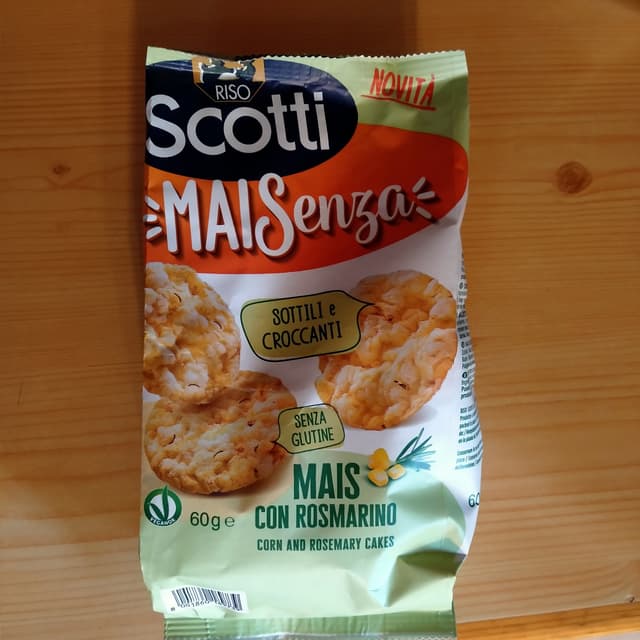 NOVITÀ
RISO
Scotti
MAISenza
SOTTILI e
CROCCANTI
SENZA
GLUTINE
MAIS
CON ROSMARINO
CORN AND ROSEMARY CAKES
VEGANOK
60g e